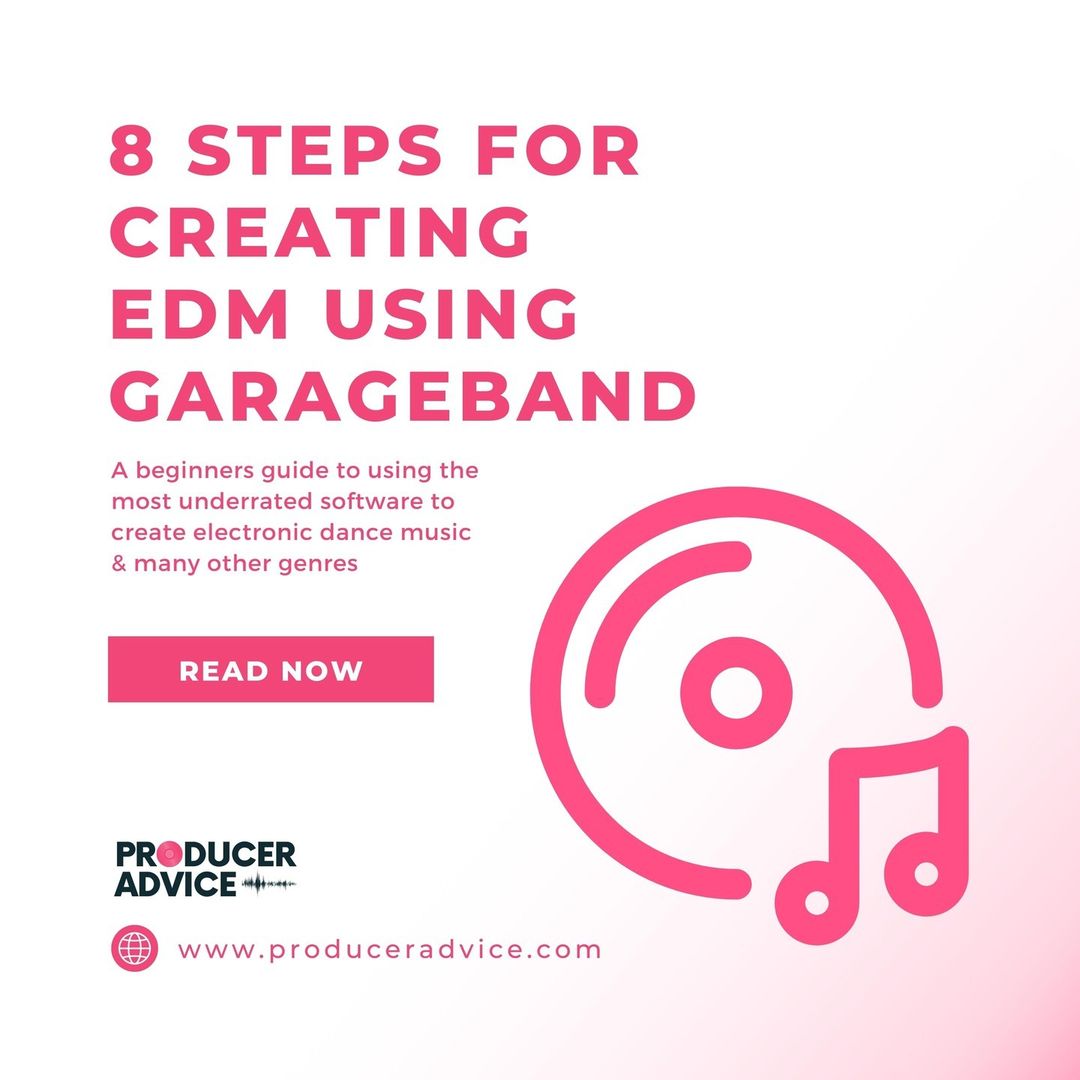 8 STEPS FOR
CREATING
EDM USING
GARAGEBAND
A beginners guide to using the
most underrated software to
create electronic dance music
& many other genres
READ NOW
PRODUCER
ADVICE
www.produceradvice.com